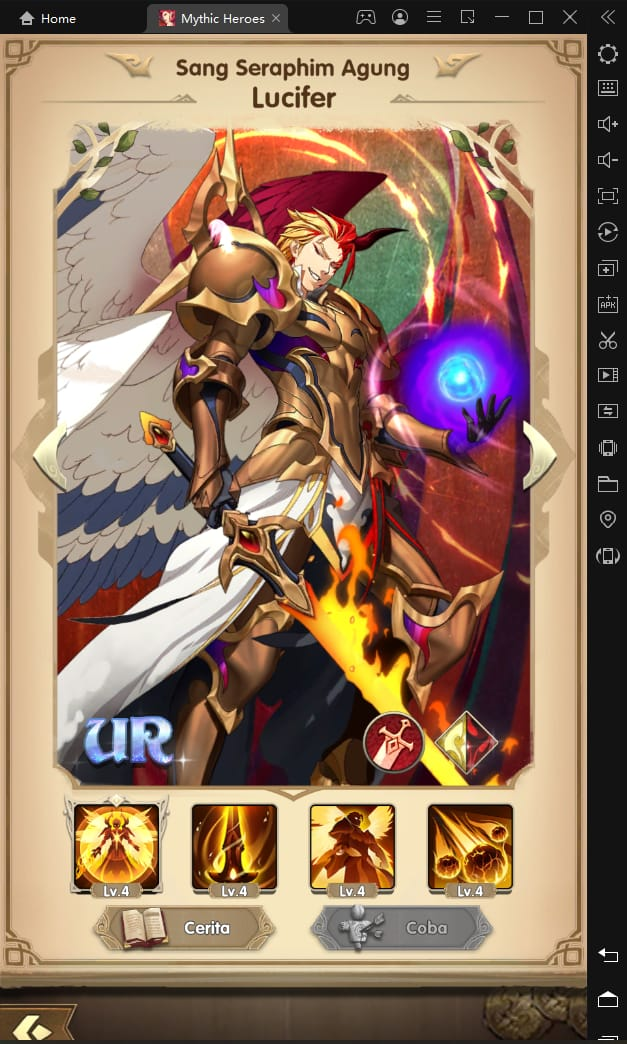 Home
Mythic Heroes
Sang Seraphim Agung
Lucifer
UR
Lv.4
Lv.4
Lv.4
Lv.4
Cerita
Coba
APK